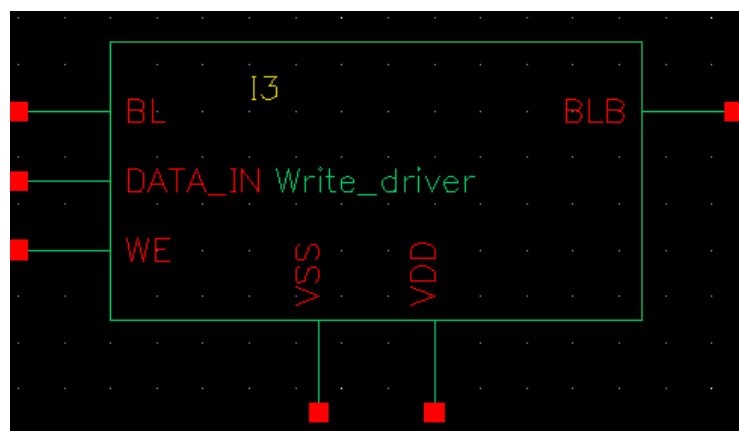 I3
BL
BLB
DATA_IN Write_driver
WE
VSS
VDD